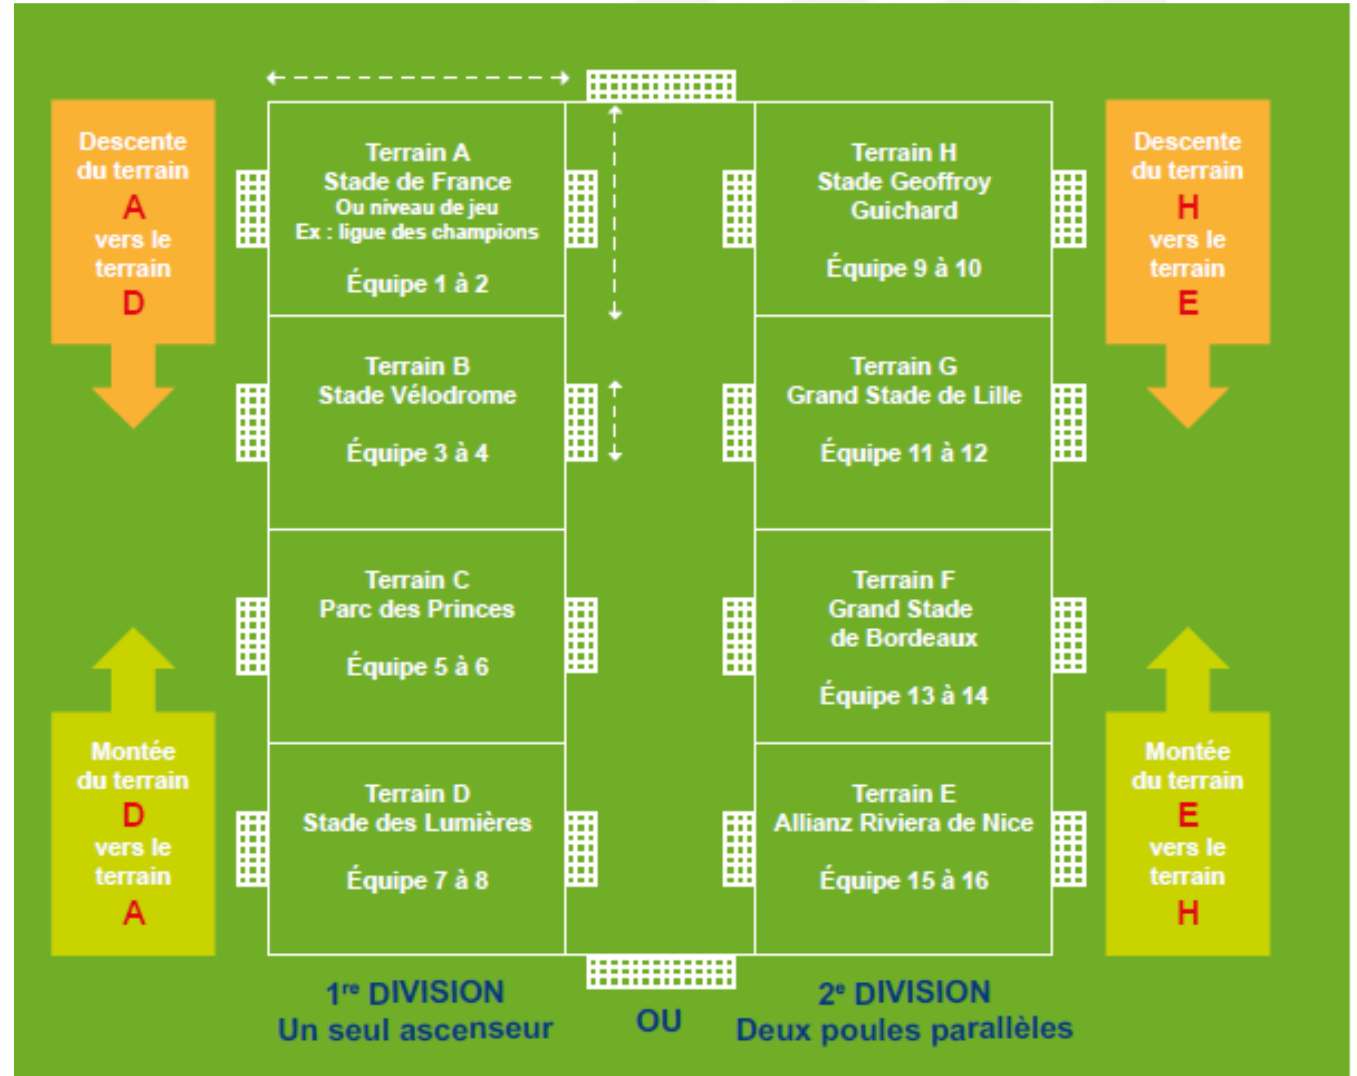 Descente
du terrain
A
vers le
terrain
D
Montée
du terrain
D
vers le
terrain
A
Terrain A
Stade de France
Ou niveau de jeu
Ex : ligue des champions
Équipe 1 à 2
Terrain B
Stade Vélodrome
Équipe 3 à 4
Terrain C
Parc des Princes
Équipe 5 à 6
Terrain D
Stade des Lumières
Équipe 7 à 8
Terrain H
Stade Geoffroy
Guichard
Équipe 9 à 10
Terrain G
Grand Stade de Lille
Équipe 11 à 12
Terrain F
Grand Stade
de Bordeaux
Équipe 13 à 14
Terrain E
Allianz Riviera de Nice
Équipe 15 à 16
Descente
du terrain
H
vers le
terrain
E
Montée
du terrain
E
vers le
terrain
H
1re DIVISION
Un seul ascenseur
OU
2e DIVISION
Deux poules parallèles